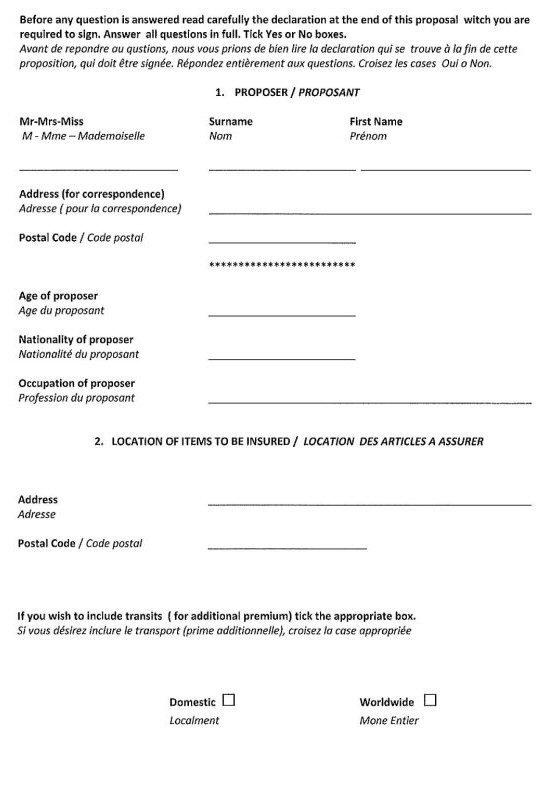 Before any question is answered read carefully the declaration at the end of this proposal witch you are
required to sign. Answer all questions in full. Tick Yes or No boxes.
Avant de repondre au qustions, nous vous prions de bien lire la declaration qui se trouve à la fin de cette
proposition, qui doit être signée. Répondez entièrement aux questions. Croisez les cases Oui o Non.
1. PROPOSER / PROPOSANT
Mr-Mrs-Miss Surname First Name
M - Mme – Mademoiselle Nom Prénom
Address (for correspondence)
Adresse ( pour la correspondence)
Postal Code / Code postal
*************************
Age of proposer
Age du proposant
Nationality of proposer
Nationalité du proposant
Occupation of proposer
Profession du proposant
2. LOCATION OF ITEMS TO BE INSURED / LOCATION DES ARTICLES A ASSURER
Address
Adresse
Postal Code / Code postal
If you wish to include transits ( for additional premium) tick the appropriate box.
Si vous désirez inclure le transport (prime additionnelle), croisez la case appropriée
Domestic Worldwide
Localment Mone Entier